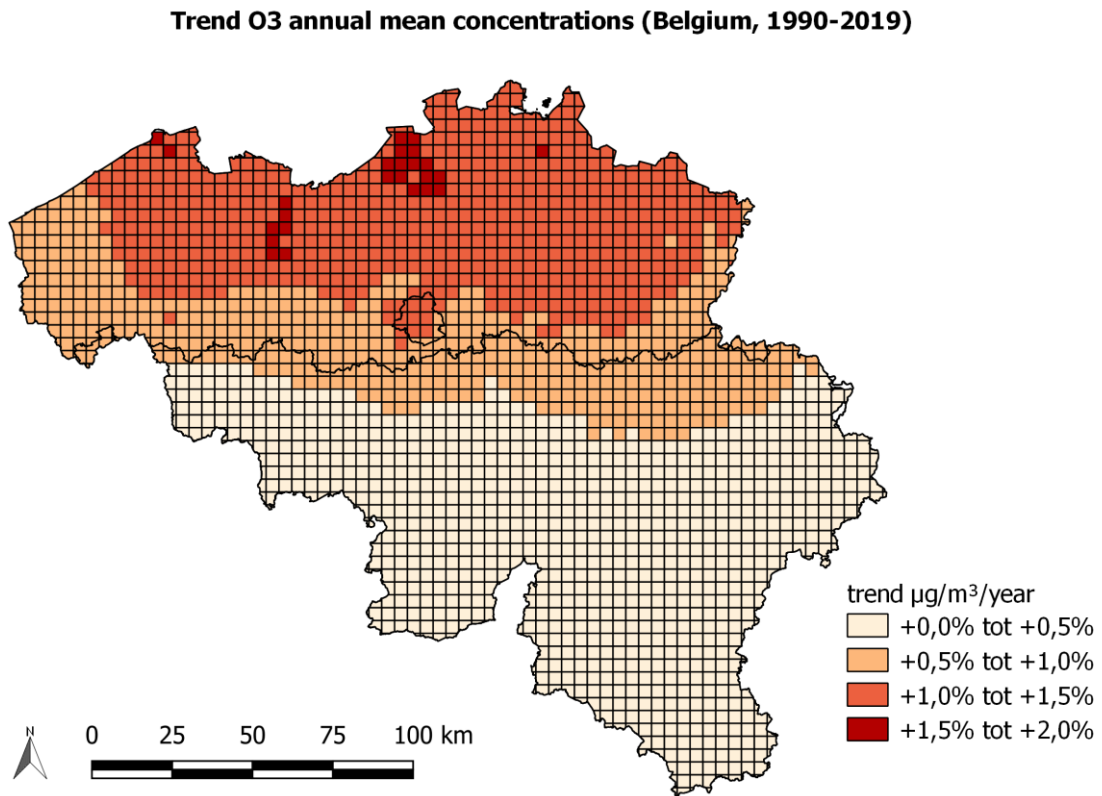 Trend O3 annual mean concentrations (Belgium, 1990-2019)
trend µg/m³/year
+0,0% tot +0,5%
+0,5% tot +1,0%
+1,0% tot +1,5%
+1,5% tot +2,0%
N
0 25 50 100 km